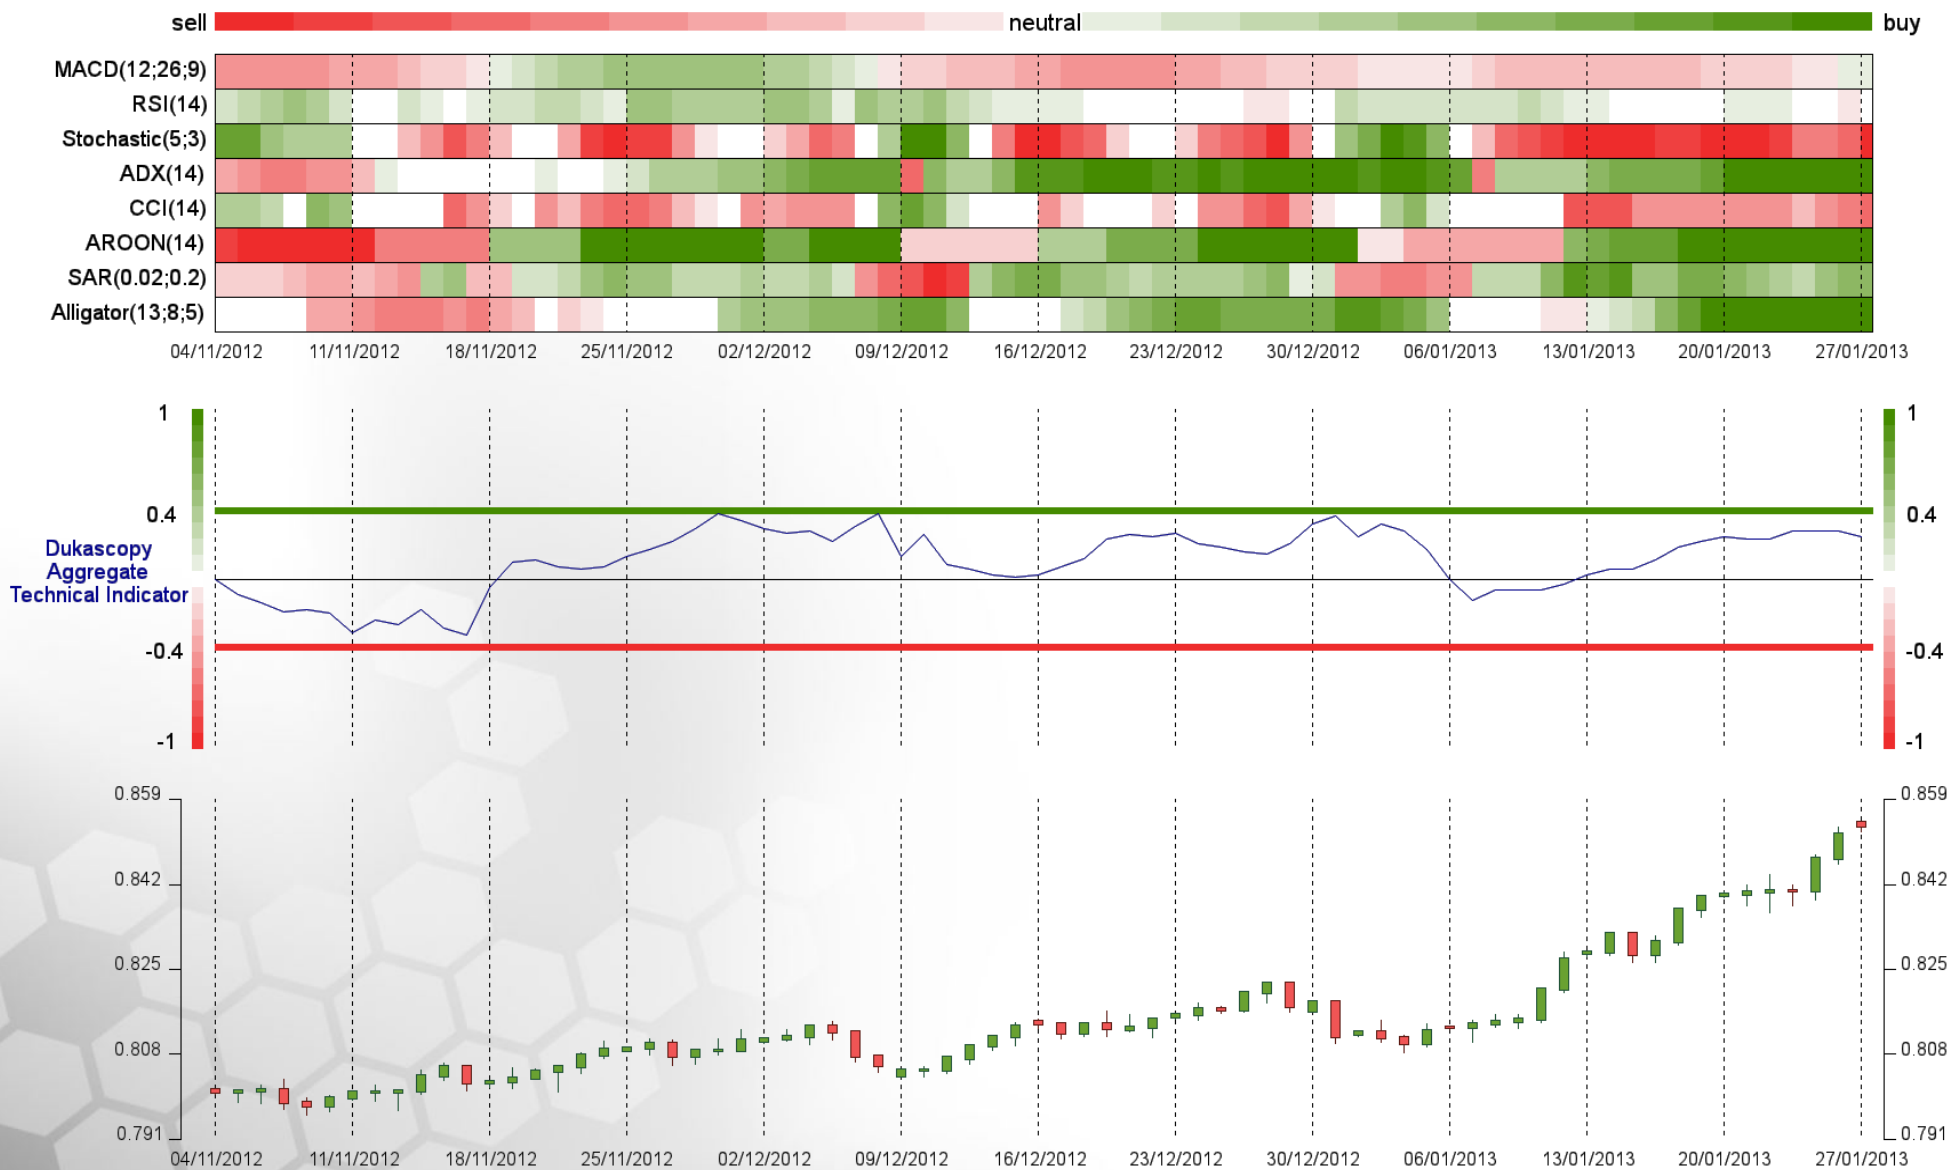 sell neutral buy
MACD(12;26;9)
RSI(14)
Stochastic(5;3)
ADX(14)
CCI(14)
AROON(14)
SAR(0.02;0.2)
Alligator(13;8;5)
04/11/2012 11/11/2012 18/11/2012 25/11/2012 02/12/2012 09/12/2012 16/12/2012 23/12/2012 30/12/2012 06/01/2013 13/01/2013 20/01/2013 27/01/2013
1 1
0.4 0.4
Dukascopy
Aggregate
Technical Indicator
-0.4 -0.4
-1 -1
0.859 0.859
0.842 0.842
0.825 0.825
0.808 0.808
0.791 0.791
04/11/2012 11/11/2012 18/11/2012 25/11/2012 02/12/2012 09/12/2012 16/12/2012 23/12/2012 30/12/2012 06/01/2013 13/01/2013 20/01/2013 27/01/2013